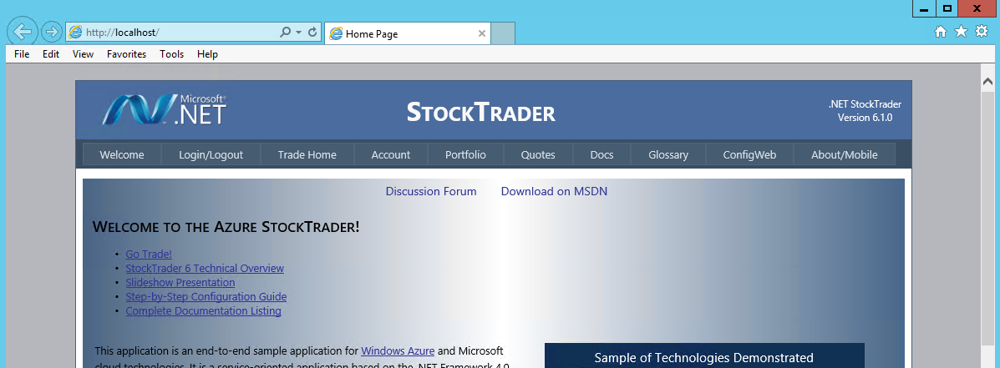 http://localhost/
Home Page
File Edit View Favorites Tools Help
Microsoft®
.NET
STOCKTRADER
.NET StockTrader
Version 6.1.0
Welcome Login/Logout Trade Home Account Portfolio Quotes Docs Glossary ConfigWeb About/Mobile
Discussion Forum Download on MSDN
WELCOME TO THE AZURE STOCKTRADER!
• Go Trade!
• StockTrader 6 Technical Overview
• Slideshow Presentation
• Step-by-Step Configuration Guide
• Complete Documentation Listing
This application is an end-to-end sample application for Windows Azure and Microsoft
cloud technologies. It is a service-oriented application based on the .NET Framework 4.0
Sample of Technologies Demonstrated